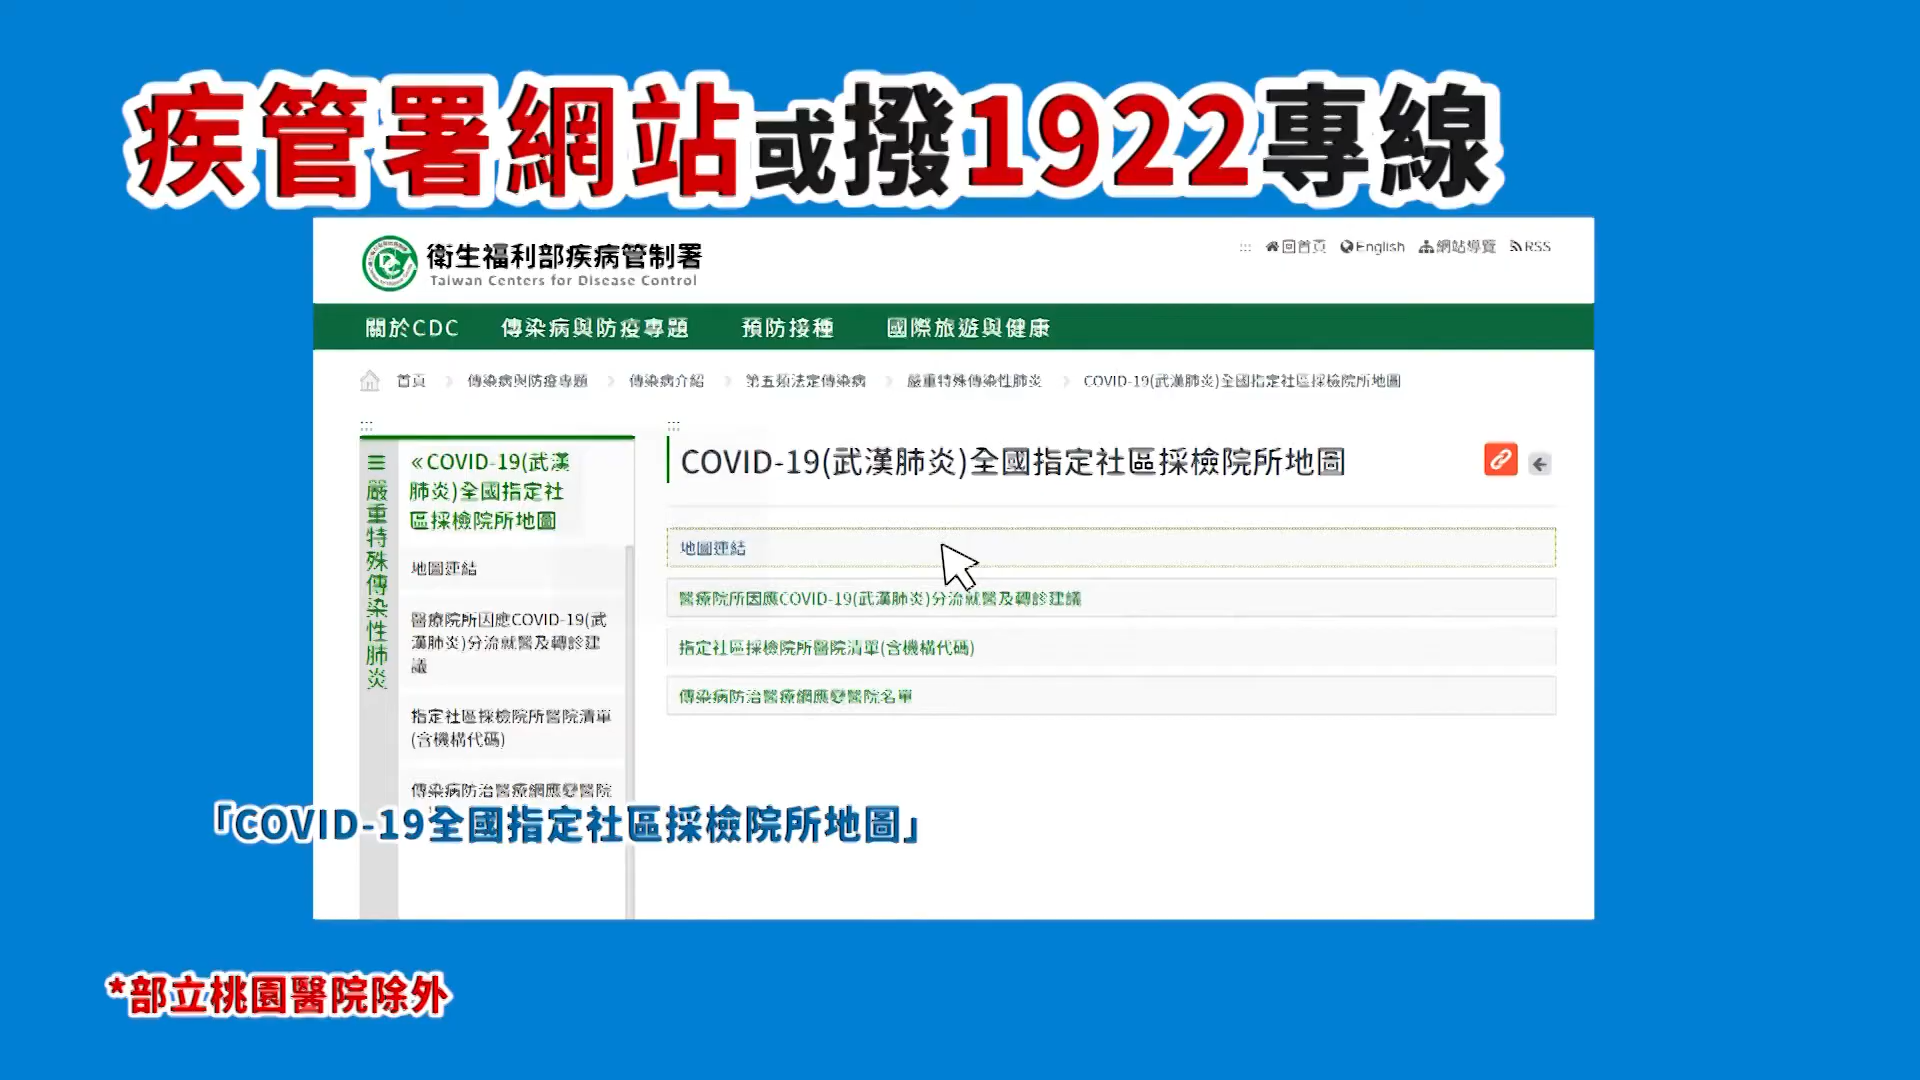 疾管署網站或撥1922專線
衛生福利部疾病管制署
Taiwan Centers for Disease Control
::: 回首頁 English 網站導覽 RSS
關於CDC 傳染病與防疫專題 預防接種 國際旅遊與健康
首頁 傳染病與防疫專題 傳染病介紹 第五類法定傳染病 嚴重特殊傳染性肺炎 COVID-19(武漢肺炎)全國指定社區採檢院所地圖
:::
嚴重特殊傳染性肺炎
«COVID-19(武漢
肺炎)全國指定社
區採檢院所地圖
地圖連結
醫療院所因應COVID-19(武
漢肺炎)分流就醫及轉診建
議
指定社區採檢院所醫院清單
(含機構代碼)
傳染病防治醫療網應變醫院
:::
COVID-19(武漢肺炎)全國指定社區採檢院所地圖
地圖連結
醫療院所因應COVID-19(武漢肺炎)分流就醫及轉診建議
指定社區採檢院所醫院清單(含機構代碼)
傳染病防治醫療網應變醫院名單
「COVID-19全國指定社區採檢院所地圖」
*部立桃園醫院除外